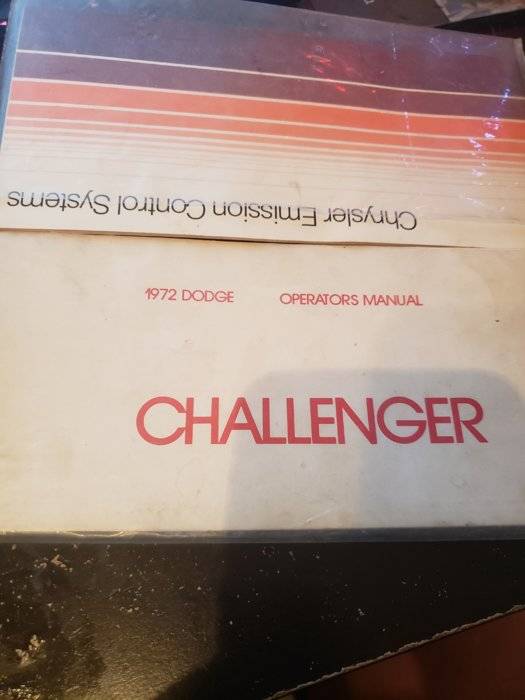 Chrysler Emission Control Systems
1972 DODGE OPERATORS MANUAL
CHALLENGER